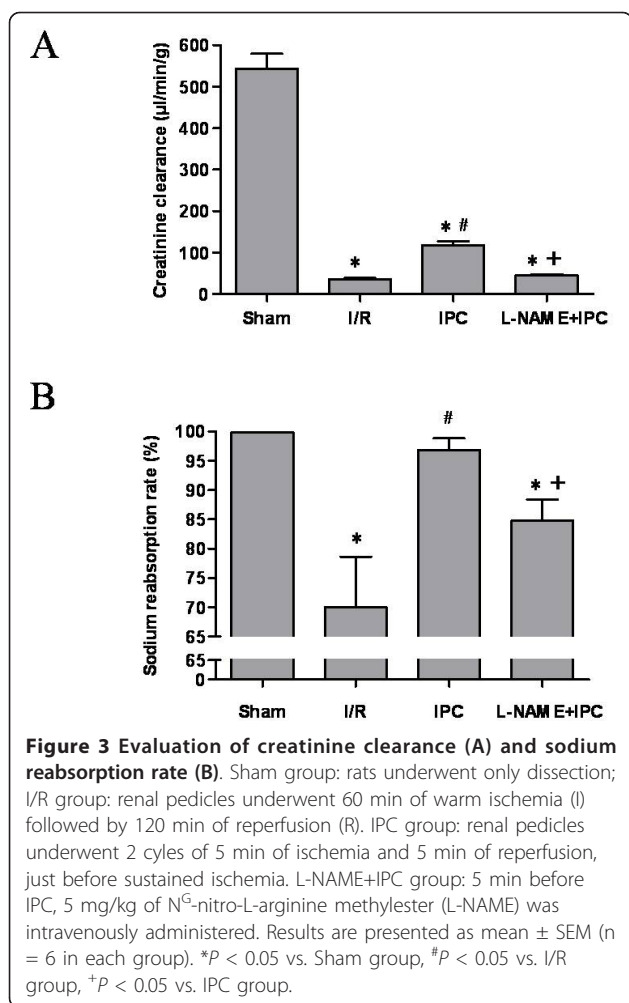 A
Creatinine clearance (µl/min/g)
600
500
400
300
200
100
0
*
* #
* +
Sham I/R IPC L-NAME+IPC
B
Sodium reabsorption rate (%)
100
95
90
85
80
75
70
65
65
0
*
#
* +
Sham I/R IPC L-NAME+IPC
Figure 3 Evaluation of creatinine clearance (A) and sodium
reabsorption rate (B). Sham group: rats underwent only dissection;
I/R group: renal pedicles underwent 60 min of warm ischemia (I)
followed by 120 min of reperfusion (R). IPC group: renal pedicles
underwent 2 cyles of 5 min of ischemia and 5 min of reperfusion,
just before sustained ischemia. L-NAME+IPC group: 5 min before
IPC, 5 mg/kg of Nᴳ-nitro-L-arginine methylester (L-NAME) was
intravenously administered. Results are presented as mean ± SEM (n
= 6 in each group). *P < 0.05 vs. Sham group, #P < 0.05 vs. I/R
group, +P < 0.05 vs. IPC group.